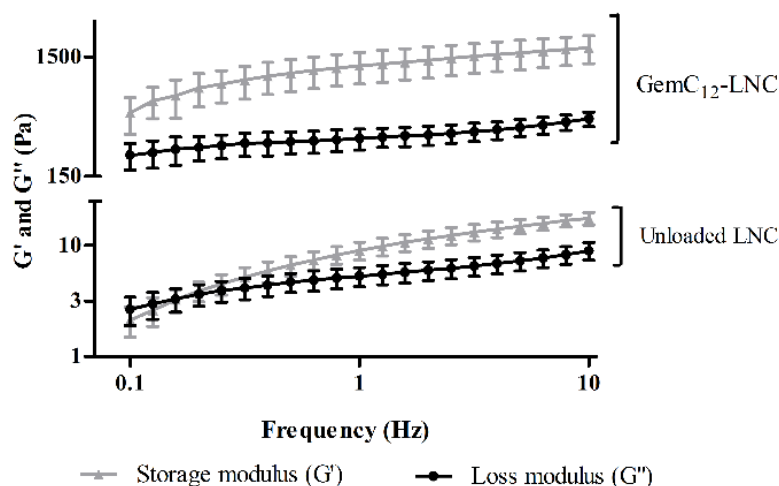 1500
150
10
3
1
G' and G" (Pa)
GemC₁₂-LNC
Unloaded LNC
0.1 1 10
Frequency (Hz)
Storage modulus (G') Loss modulus (G")